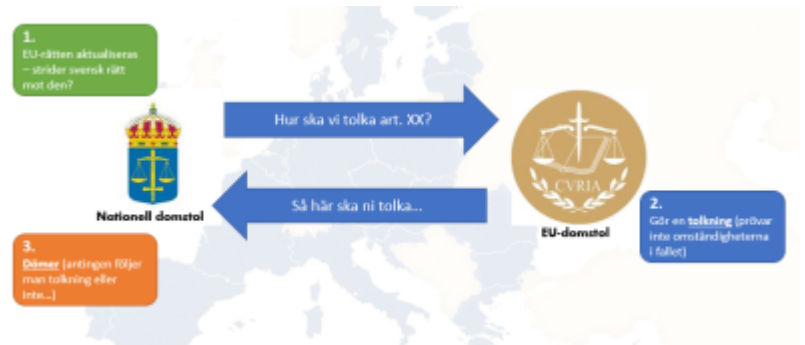 1.
EU-rätten aktualiseras
– strider svensk rätt
mot den?
Hur ska vi tolka art. XX?
Så här ska ni tolka...
Nationell domstol
CVRIA
EU-domstol
2.
Gör en tolkning (prövar
inte omständigheterna
i fallet)
3.
Dömer (antingen följer
man tolkning eller
inte...)